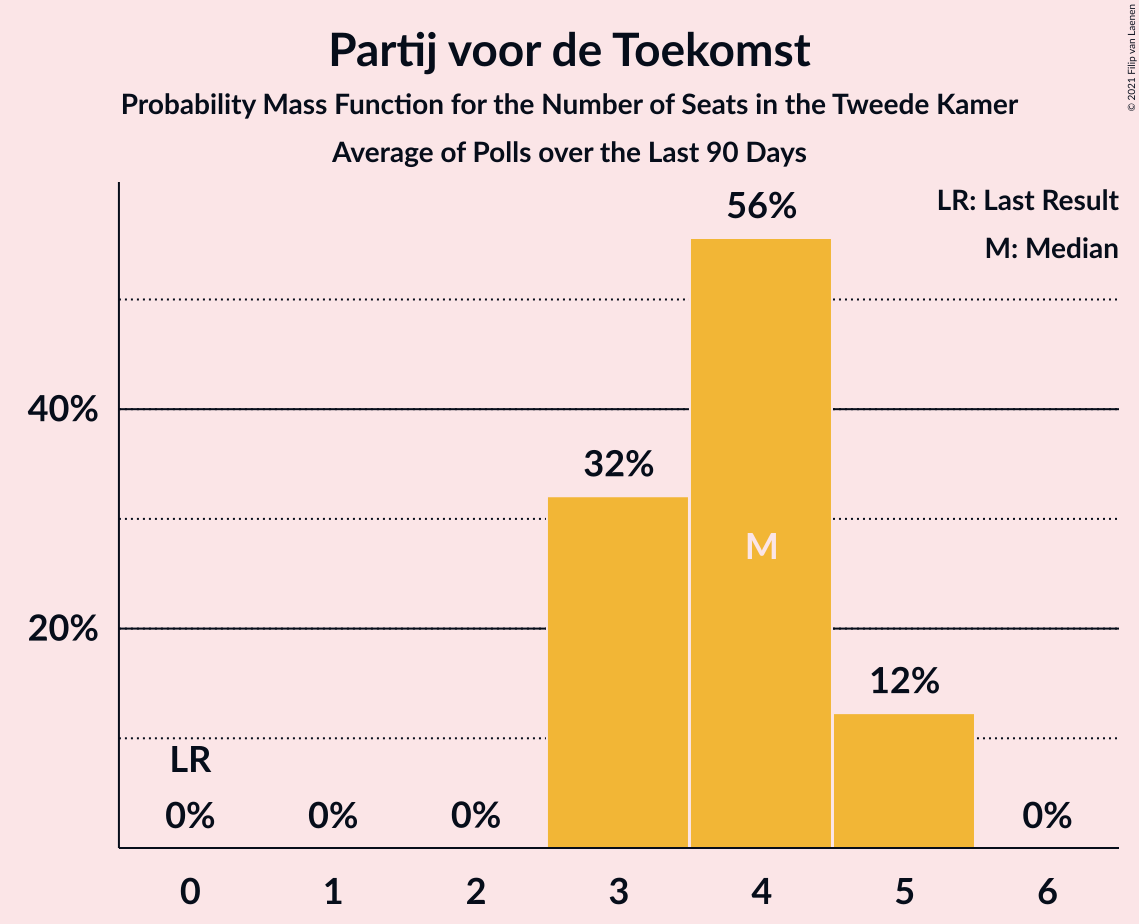 Partij voor de Toekomst
Probability Mass Function for the Number of Seats in the Tweede Kamer
Average of Polls over the Last 90 Days
© 2021 Filip van Laenen
LR: Last Result
M: Median
56%
40%
32%
M
20%
12%
LR
0% 0% 0% 0%
0 1 2 3 4 5 6